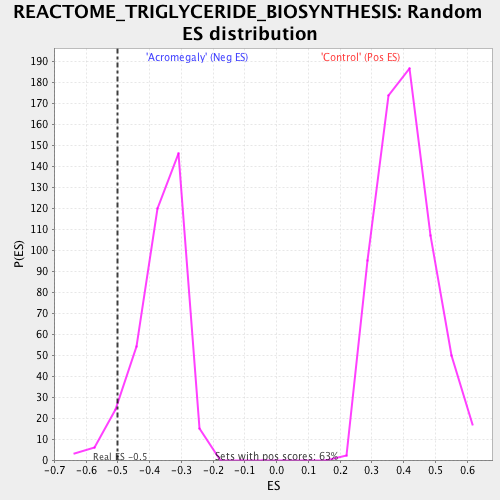 REACTOME_TRIGLYCERIDE_BIOSYNTHESIS: Random
ES distribution
'Acromegaly' (Neg ES)
'Control' (Pos ES)
190
180
170
160
150
140
130
120
110
100
90
80
70
60
50
40
30
20
10
0
P(ES)
Real ES -0.5
Sets with pos scores: 63%
-0.7 -0.6 -0.5 -0.4 -0.3 -0.2 -0.1 0.0 0.1 0.2 0.3 0.4 0.5 0.6
ES